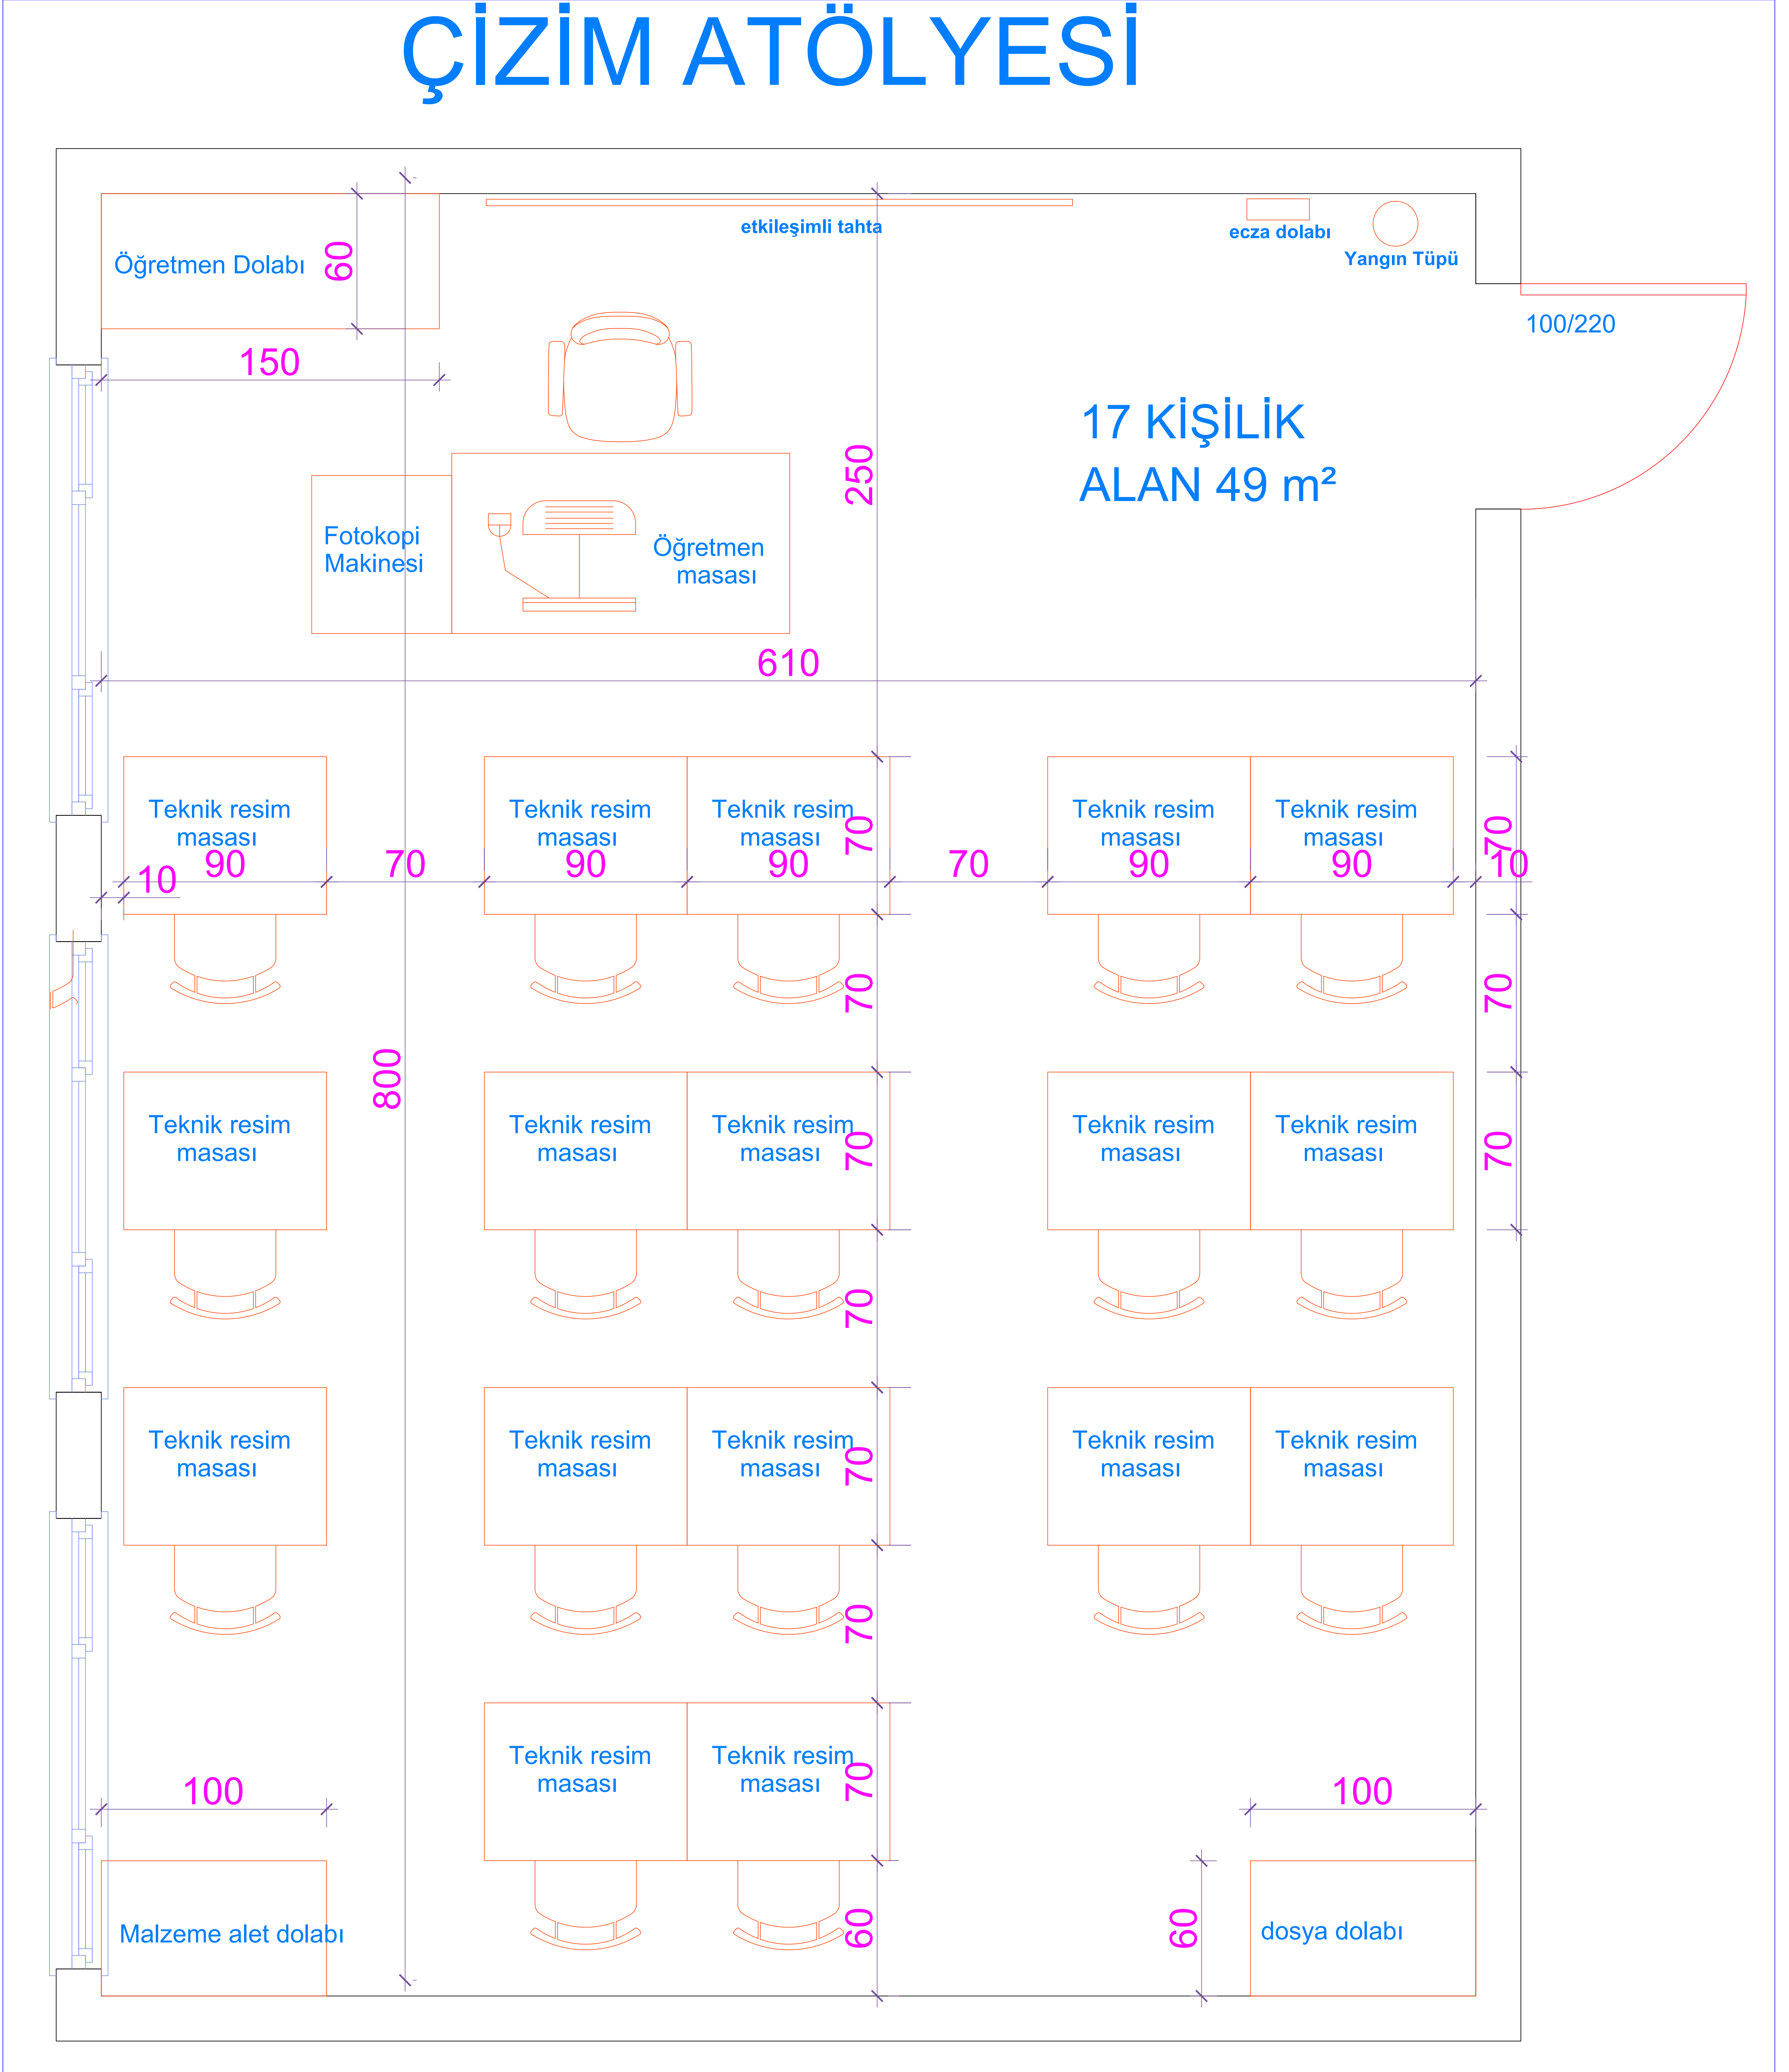 ÇİZİM ATÖLYESİ
etkileşimli tahta
ecza dolabı
Yangın Tüpü
Öğretmen Dolabı
60
100/220
150
17 KİŞİLİK
ALAN 49 m²
250
Fotokopi
Makinesi
Öğretmen
masası
610
Teknik resim
masası
Teknik resim
masası
Teknik resim
masası
Teknik resim
masası
Teknik resim
masası
70
70
10
90
70
90
90
70
90
90
10
70
70
800
Teknik resim
masası
Teknik resim
masası
Teknik resim
masası
Teknik resim
masası
Teknik resim
masası
70
70
70
Teknik resim
masası
Teknik resim
masası
Teknik resim
masası
Teknik resim
masası
Teknik resim
masası
70
70
Teknik resim
masası
Teknik resim
masası
70
100
100
Malzeme alet dolabı
60
60
dosya dolabı